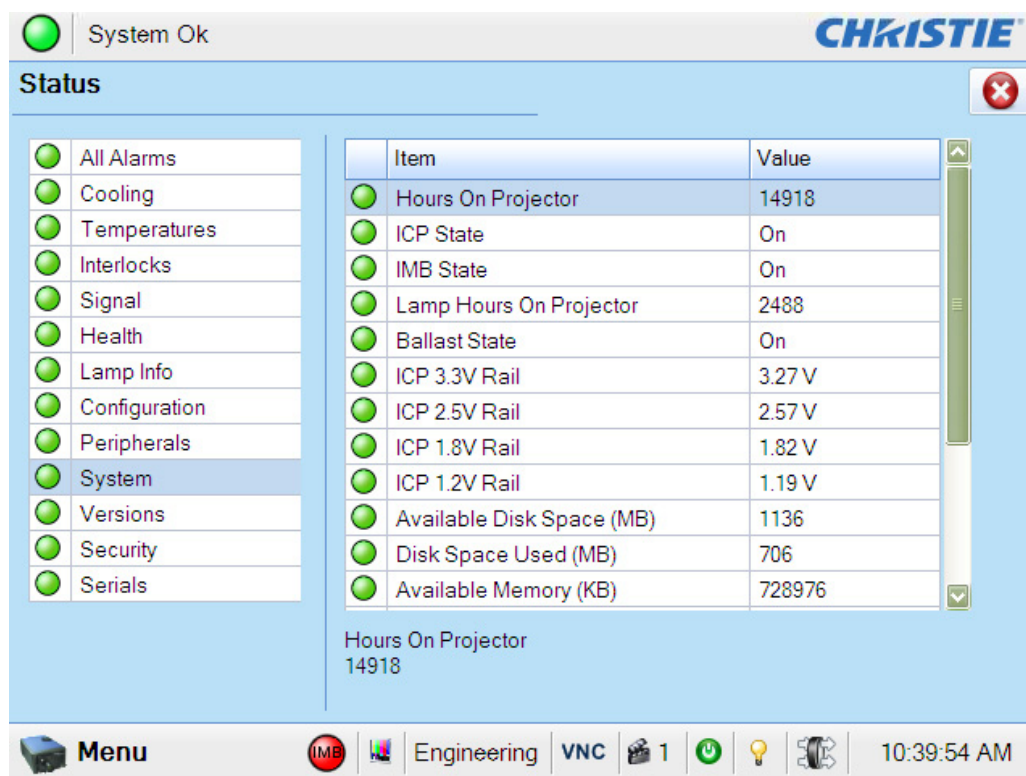 System Ok
CHRISTIE
Status
All Alarms
Cooling
Temperatures
Interlocks
Signal
Health
Lamp Info
Configuration
Peripherals
System
Versions
Security
Serials
Item Value
Hours On Projector 14918
ICP State On
IMB State On
Lamp Hours On Projector 2488
Ballast State On
ICP 3.3V Rail 3.27 V
ICP 2.5V Rail 2.57 V
ICP 1.8V Rail 1.82 V
ICP 1.2V Rail 1.19 V
Available Disk Space (MB) 1136
Disk Space Used (MB) 706
Available Memory (KB) 728976
Hours On Projector
14918
Menu IMB Engineering VNC 1 10:39:54 AM